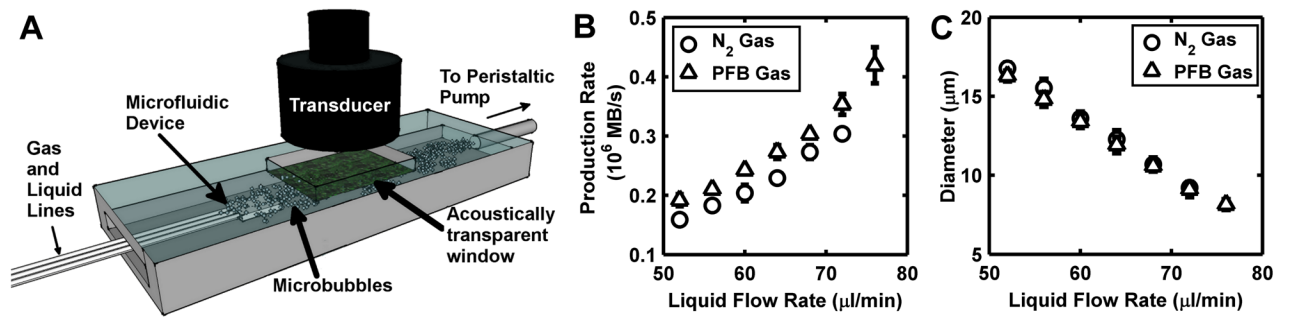 A
Transducer
To Peristaltic
Pump
Microfluidic
Device
Gas
and
Liquid
Lines
Acoustically
transparent
window
Microbubbles
B
Production Rate
(10⁶ MB/s)
0.5
0.4
0.3
0.2
0.1
N₂ Gas
PFB Gas
50 60 70 80
Liquid Flow Rate (μl/min)
C
Diameter (μm)
20
15
10
5
N₂ Gas
PFB Gas
50 60 70 80
Liquid Flow Rate (μl/min)